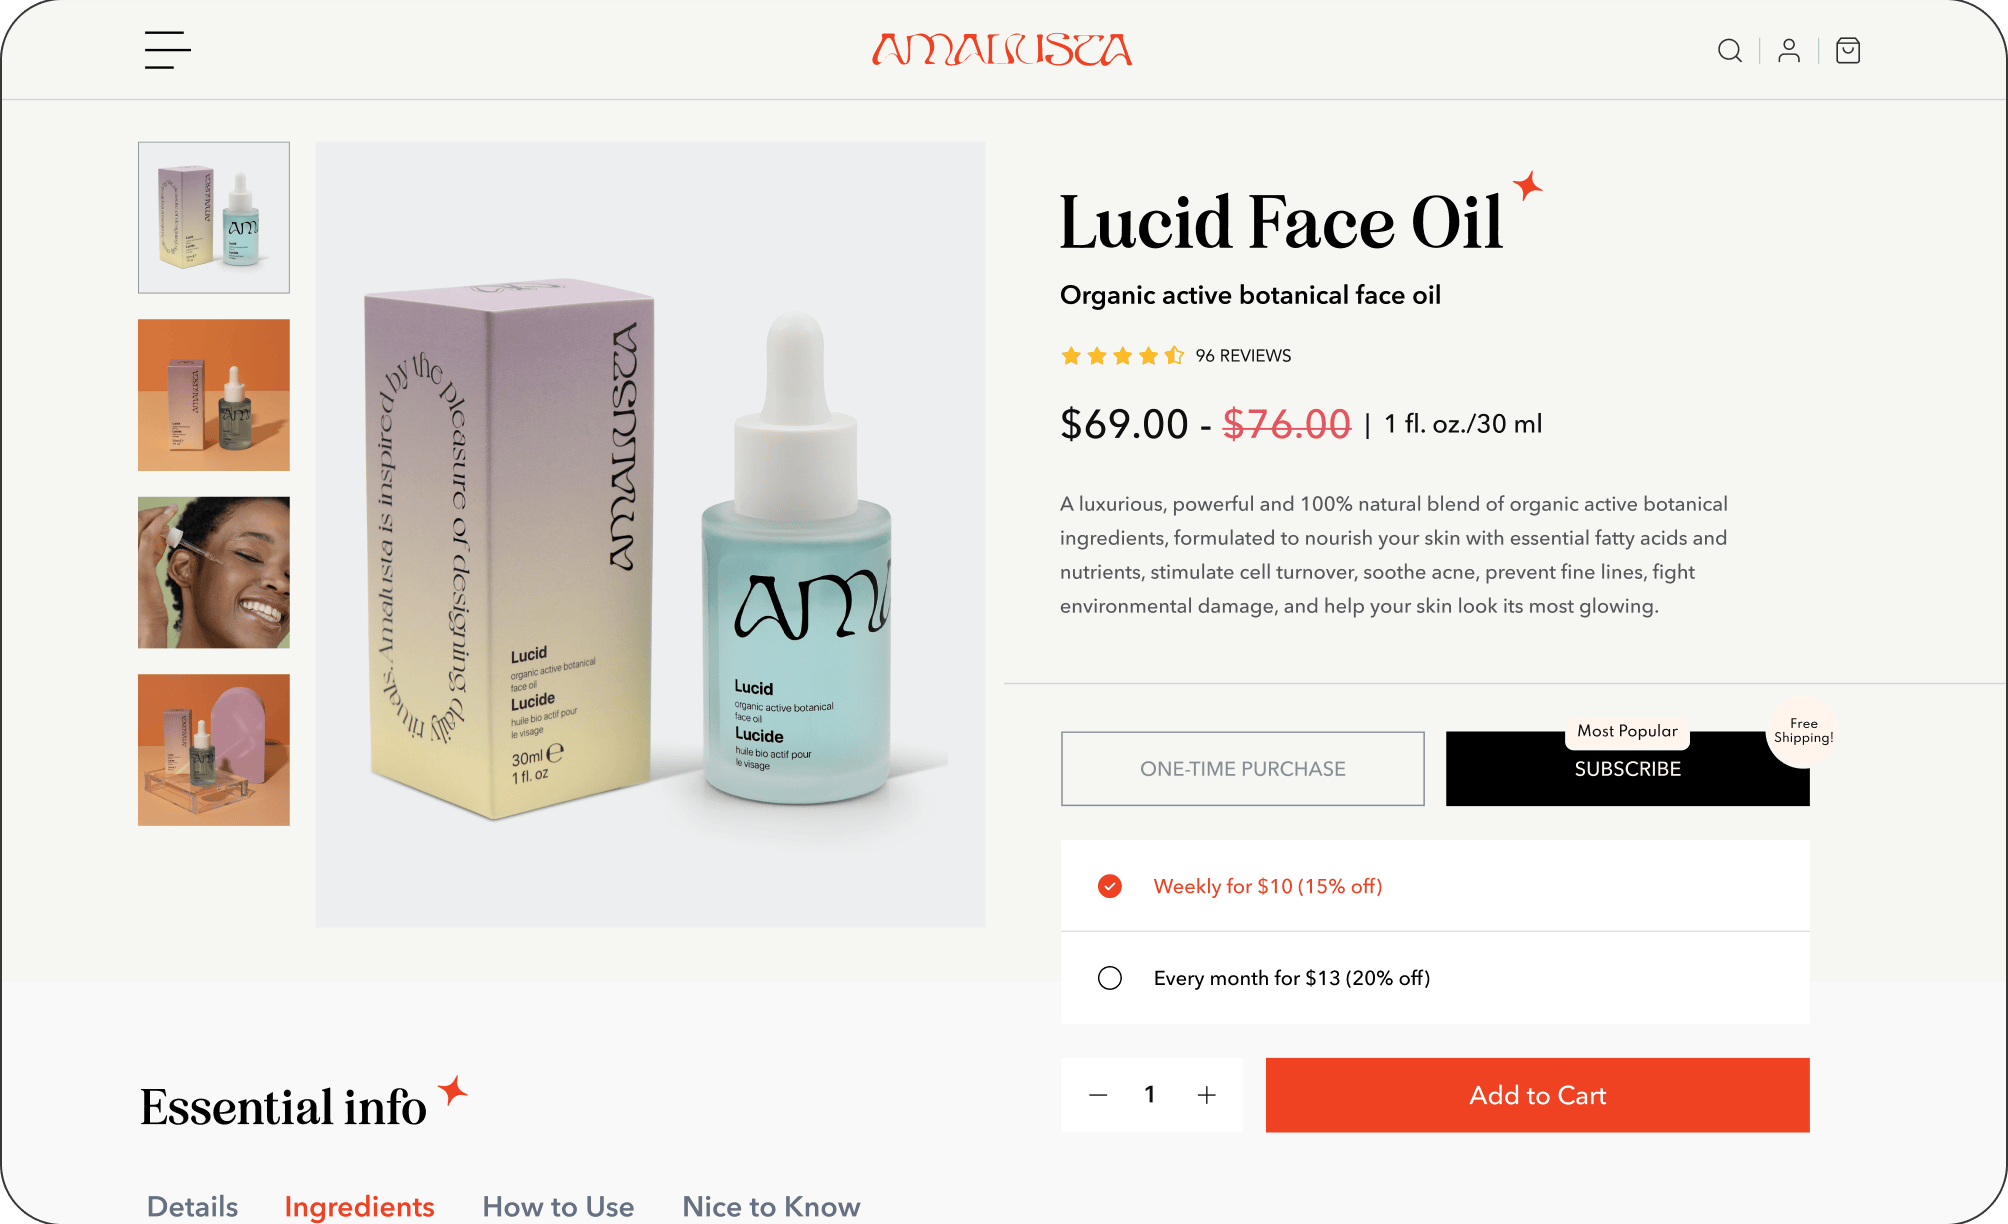 AMALUSTA
Lucid Face Oil
Organic active botanical face oil
96 REVIEWS
$69.00 - $76.00 | 1 fl. oz./30 ml
A luxurious, powerful and 100% natural blend of organic active botanical
ingredients, formulated to nourish your skin with essential fatty acids and
nutrients, stimulate cell turnover, soothe acne, prevent fine lines, fight
environmental damage, and help your skin look its most glowing.
Amalusta is inspired by the pleasure of designing daily rituals.
AMALUSTA
Lucid
organic active botanical
face oil
Lucide
huile bio actif pour
le visage
30ml ℮
1 fl. oz
AMA
Lucid
organic active botanical
face oil
Lucide
huile bio actif pour
le visage
ONE-TIME PURCHASE
Most Popular
SUBSCRIBE
Free
Shipping!
Weekly for $10 (15% off)
Every month for $13 (20% off)
1
Add to Cart
Essential info
Details Ingredients How to Use Nice to Know